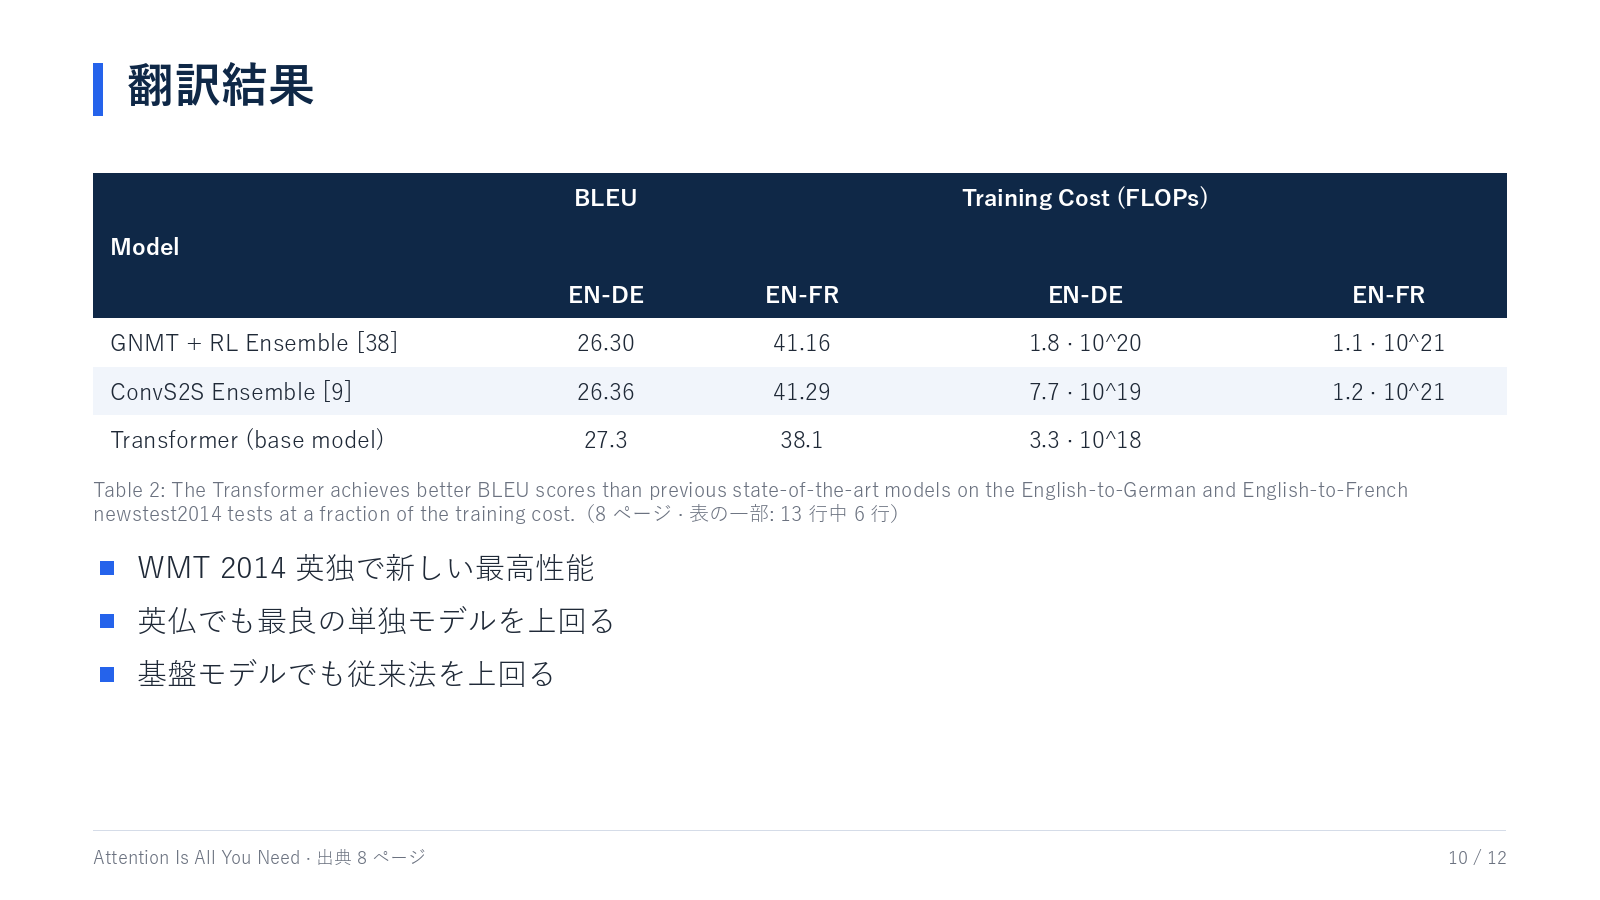 翻訳結果
BLEU Training Cost (FLOPs)
Model
EN-DE EN-FR EN-DE EN-FR
GNMT + RL Ensemble [38] 26.30 41.16 1.8 · 10^20 1.1 · 10^21
ConvS2S Ensemble [9] 26.36 41.29 7.7 · 10^19 1.2 · 10^21
Transformer (base model) 27.3 38.1 3.3 · 10^18
Table 2: The Transformer achieves better BLEU scores than previous state-of-the-art models on the English-to-German and English-to-French
newstest2014 tests at a fraction of the training cost.（8 ページ · 表の一部: 13 行中 6 行）
WMT 2014 英独で新しい最高性能
英仏でも最良の単独モデルを上回る
基盤モデルでも従来法を上回る
Attention Is All You Need · 出典 8 ページ
10 / 12